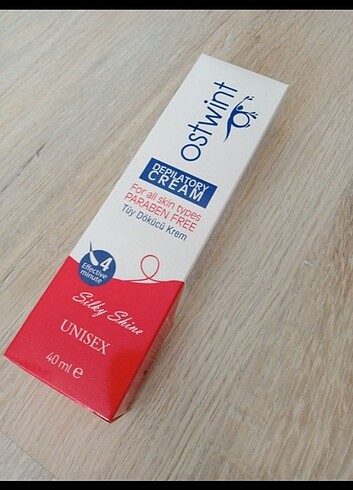 ostwint
DEPILATORY
CREAM
For all skin types
PARABEN FREE
Tüy Dökücü Krem
4
Effective
minute
Silky Shine
UNISEX
40 ml e